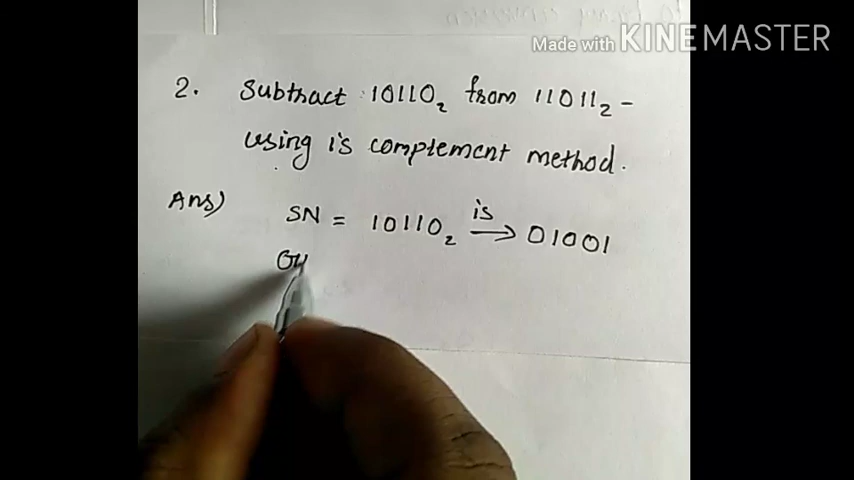 Made with KINEMASTER
2. Subtract 10110₂ from 11011₂ -
using 1's complement method.
Ans)
SN = 10110₂ 1's → 01001